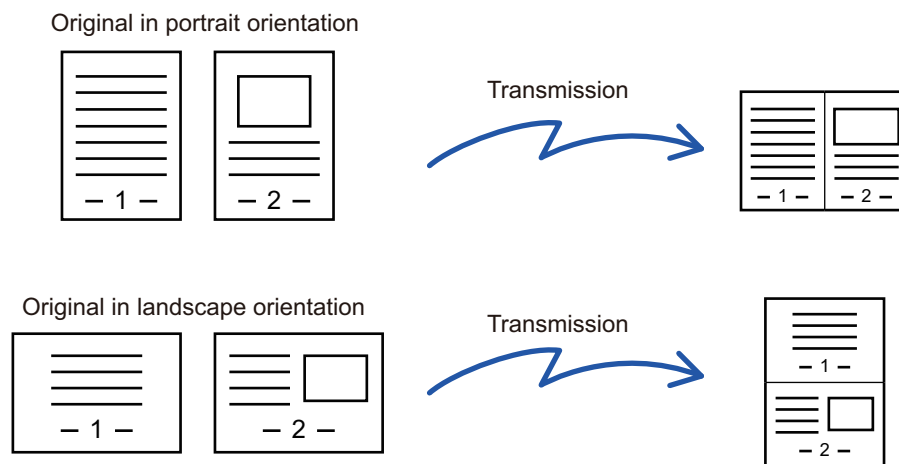 Original in portrait orientation
Transmission
– 1 –
– 2 –
– 1 –
– 2 –
Original in landscape orientation
Transmission
– 1 –
– 2 –
– 1 –
– 2 –